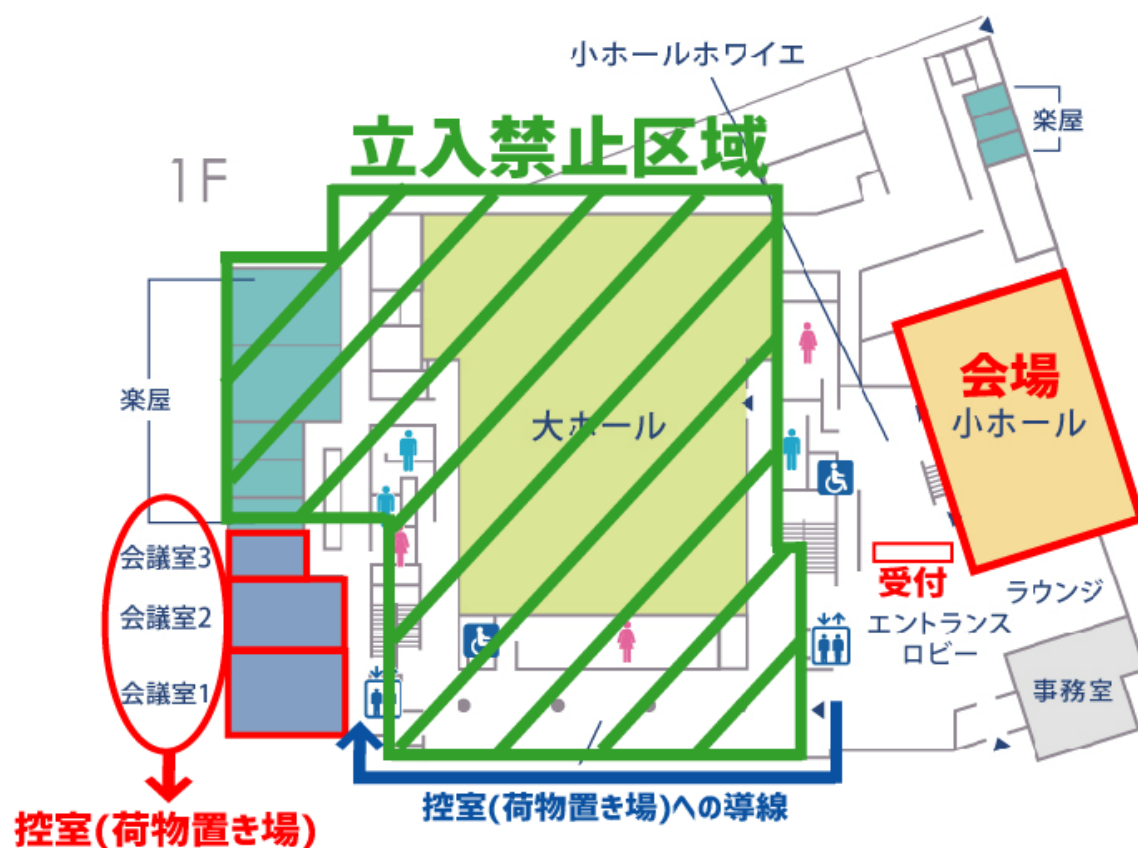 小ホールホワイエ
楽屋
立入禁止区域
1F
会場
小ホール
楽屋
大ホール
会議室3
会議室2
会議室1
受付
エントランス
ロビー
ラウンジ
事務室
控室(荷物置き場)への導線
控室(荷物置き場)